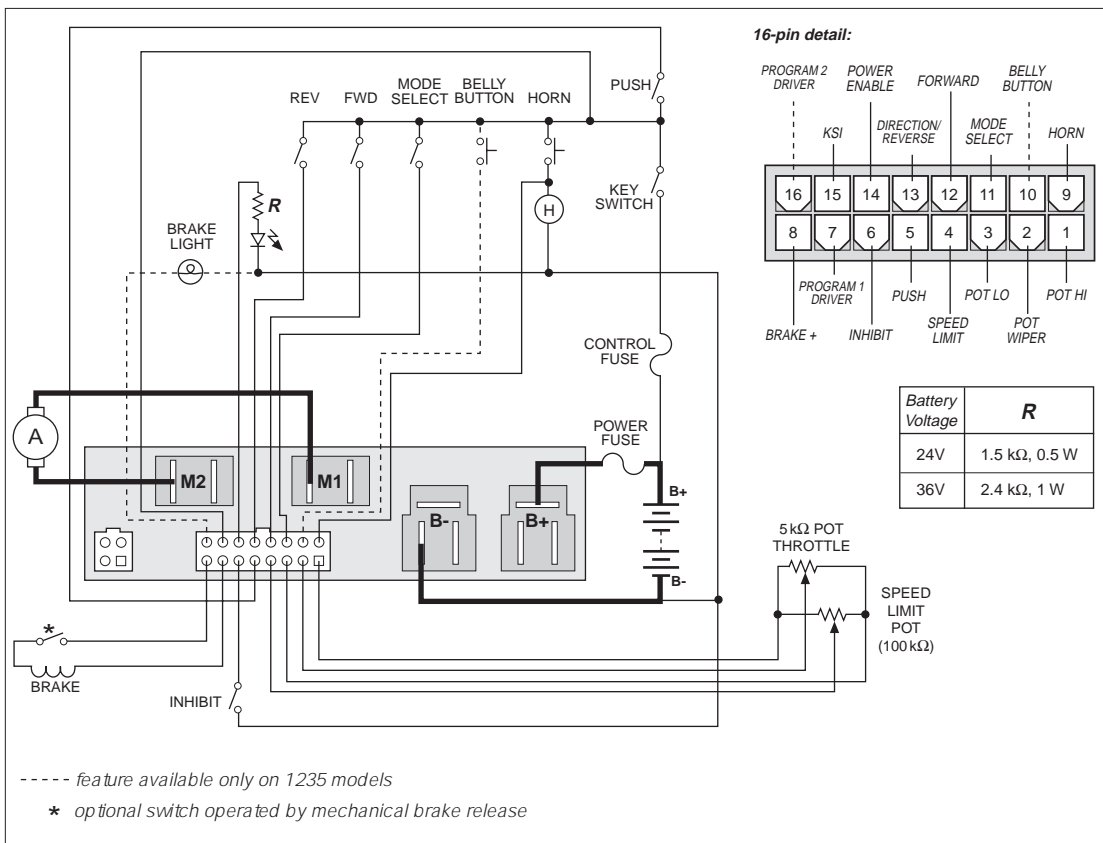 16-pin detail:
PROGRAM 2
DRIVER
POWER
ENABLE
FORWARD
BELLY
BUTTON
KSI
DIRECTION/
REVERSE
MODE
SELECT
HORN
16 15 14 13 12 11 10 9
8 7 6 5 4 3 2 1
PROGRAM 1
DRIVER
PUSH
POT LO
POT HI
BRAKE +
INHIBIT
SPEED
LIMIT
POT
WIPER
PUSH
REV
FWD
MODE
SELECT
BELLY
BUTTON
HORN
KEY
SWITCH
R
H
BRAKE
LIGHT
CONTROL
FUSE
POWER
FUSE
A
M2
M1
B-
B+
B+
B-
Battery
Voltage
R
24V
1.5 kΩ, 0.5 W
36V
2.4 kΩ, 1 W
5 kΩ POT
THROTTLE
SPEED
LIMIT
POT
(100 kΩ)
*
BRAKE
INHIBIT
----- feature available only on 1235 models
* optional switch operated by mechanical brake release